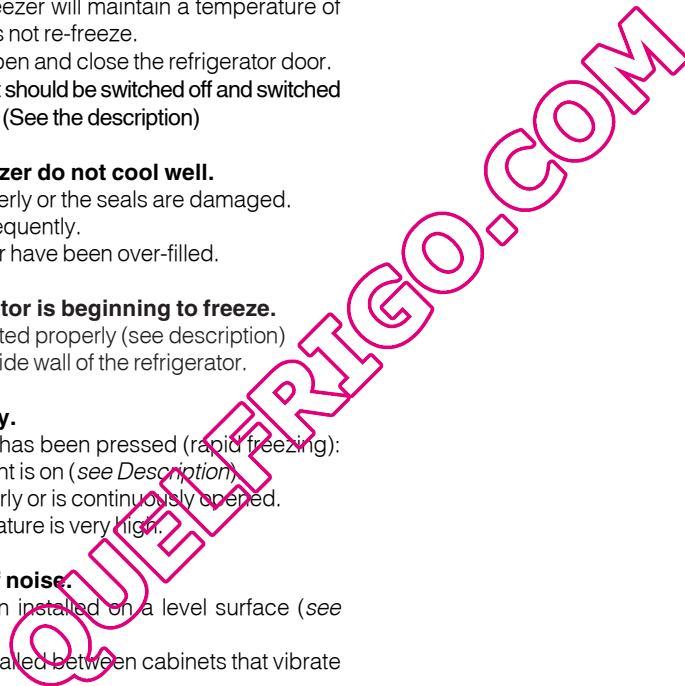 eezer will maintain a temperature of
s not re-freeze.
pen and close the refrigerator door.
t should be switched off and switched
(See the description)
zer do not cool well.
erly or the seals are damaged.
equently.
r have been over-filled.
tor is beginning to freeze.
ted properly (see description)
ide wall of the refrigerator.
y.
has been pressed (rapid freezing):
nt is on (see Description)
rly or is continuously opened.
ature is very high.
f noise.
n installed on a level surface (see
alled between cabinets that vibrate
QUELFRIGO.COM